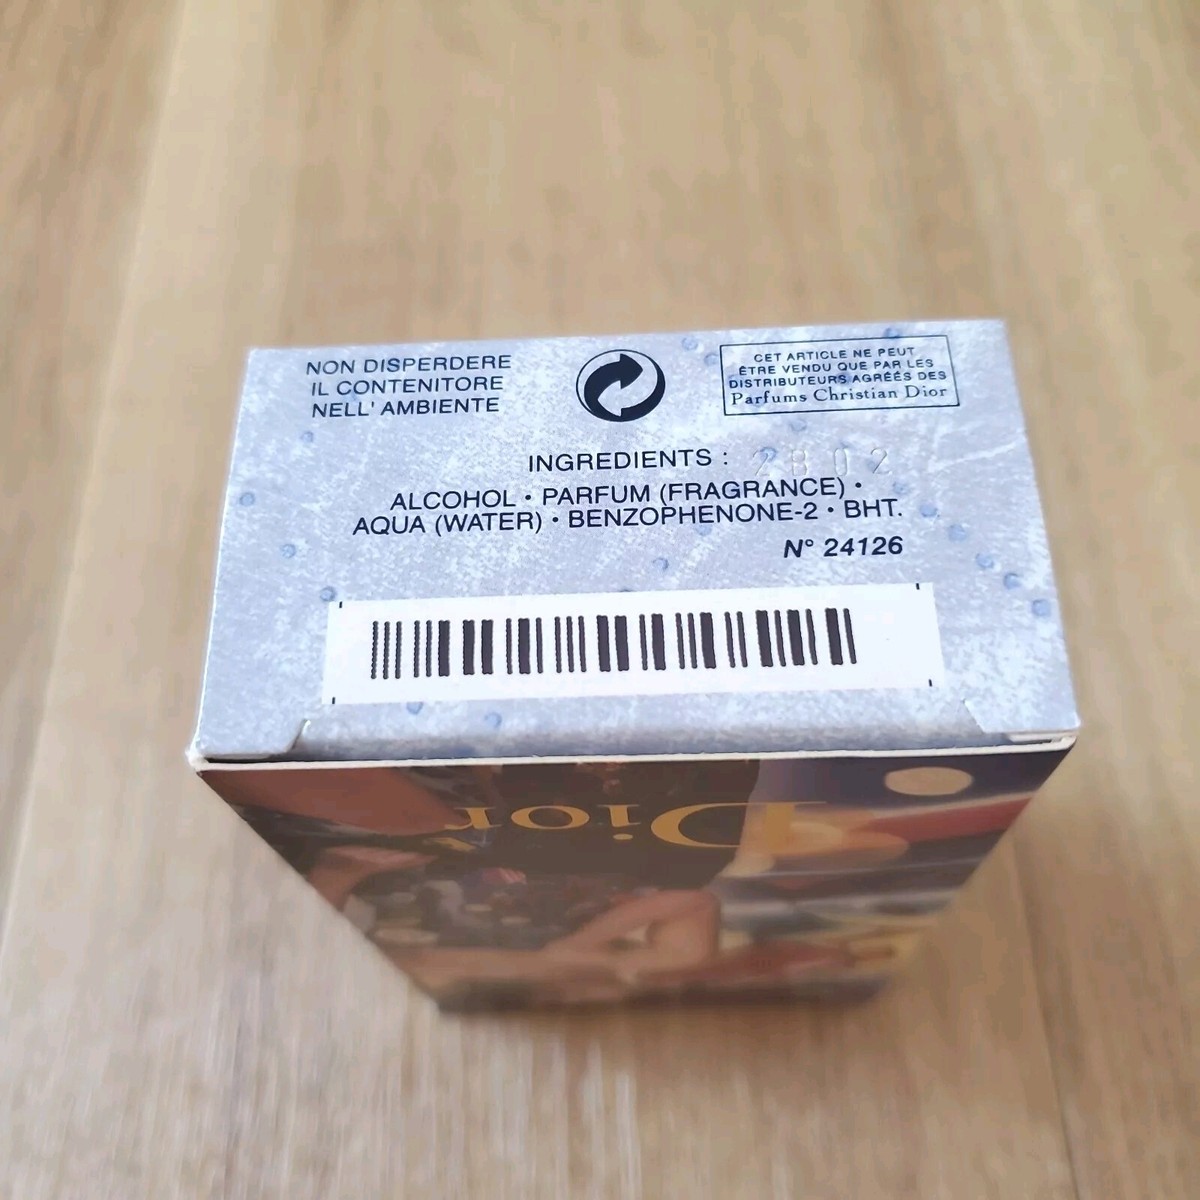 NON DISPERDERE
IL CONTENITORE
NELL' AMBIENTE
CET ARTICLE NE PEUT
ÊTRE VENDU QUE PAR LES
DISTRIBUTEURS AGRÉÉS DES
Parfums Christian Dior
INGREDIENTS : 2B02
ALCOHOL • PARFUM (FRAGRANCE) •
AQUA (WATER) • BENZOPHENONE-2 • BHT.
N° 24126
Dior